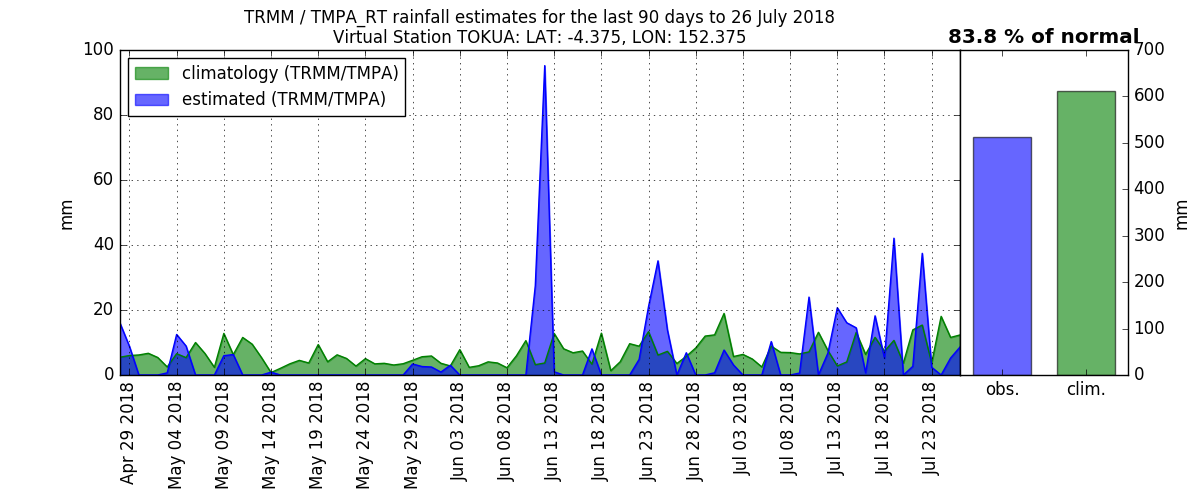 TRMM / TMPA_RT rainfall estimates for the last 90 days to 26 July 2018
Virtual Station TOKUA: LAT: -4.375, LON: 152.375
83.8 % of normal
climatology (TRMM/TMPA)
estimated (TRMM/TMPA)
mm
100
80
60
40
20
0
Apr 29 2018
May 04 2018
May 09 2018
May 14 2018
May 19 2018
May 24 2018
May 29 2018
Jun 03 2018
Jun 08 2018
Jun 13 2018
Jun 18 2018
Jun 23 2018
Jun 28 2018
Jul 03 2018
Jul 08 2018
Jul 13 2018
Jul 18 2018
Jul 23 2018
obs.
clim.
700
600
500
400
300
200
100
0
mm